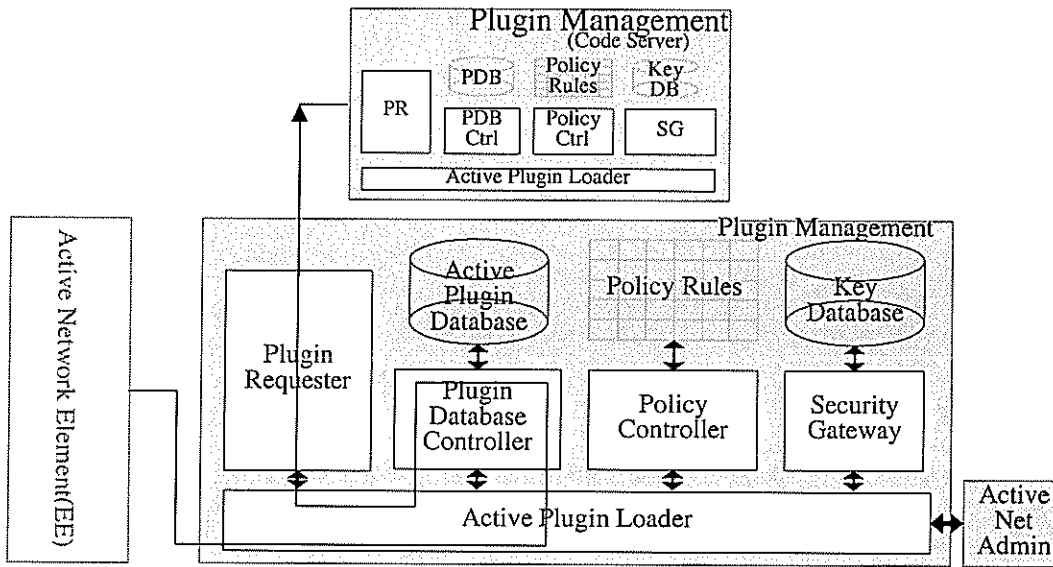 Plugin Management
(Code Server)
PDB
Policy
Rules
Key
DB
PR
PDB
Ctrl
Policy
Ctrl
SG
Active Plugin Loader
Active Network Element(EE)
Plugin Management
Active
Plugin
Database
Policy Rules
Key
Database
Plugin
Requester
Plugin
Database
Controller
Policy
Controller
Security
Gateway
Active Plugin Loader
Active
Net
Admin